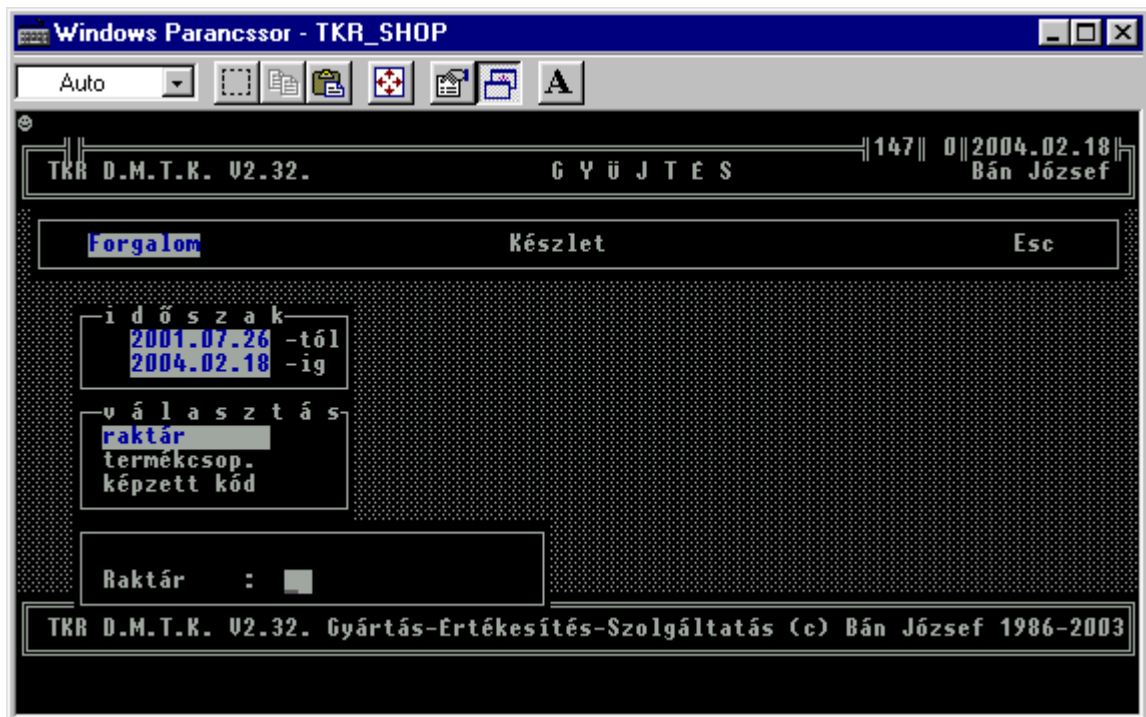 Windows Parancssor - TKR_SHOP
Auto
A
147 0 2004.02.18
TKR D.M.T.K. V2.32. G Y Ü J T É S Bán József
Forgalom Készlet Esc
i d ő s z a k
2001.07.26 -tól
2004.02.18 -ig
v á l a s z t á s
raktár
termékcsop.
képzett kód
Raktár :
TKR D.M.T.K. V2.32. Gyártás-Értékesítés-Szolgáltatás (c) Bán József 1986-2003